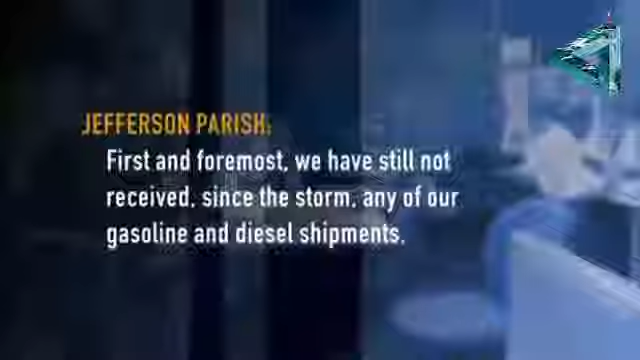 JEFFERSON PARISH:
First and foremost, we have still not
received, since the storm, any of our
gasoline and diesel shipments.